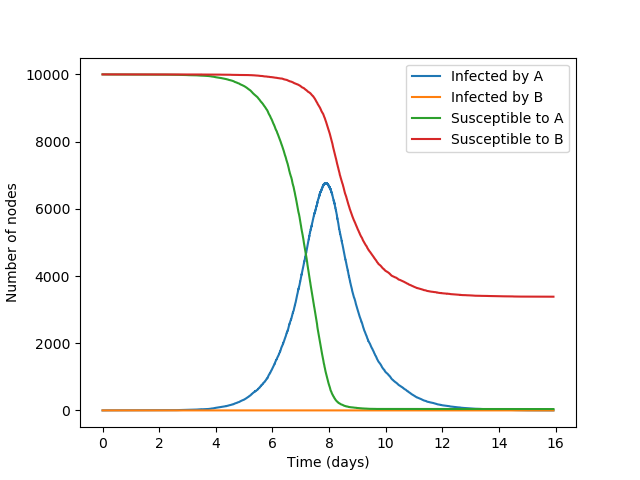 10000
8000
6000
4000
2000
0
Number of nodes
Infected by A
Infected by B
Susceptible to A
Susceptible to B
0 2 4 6 8 10 12 14 16
Time (days)